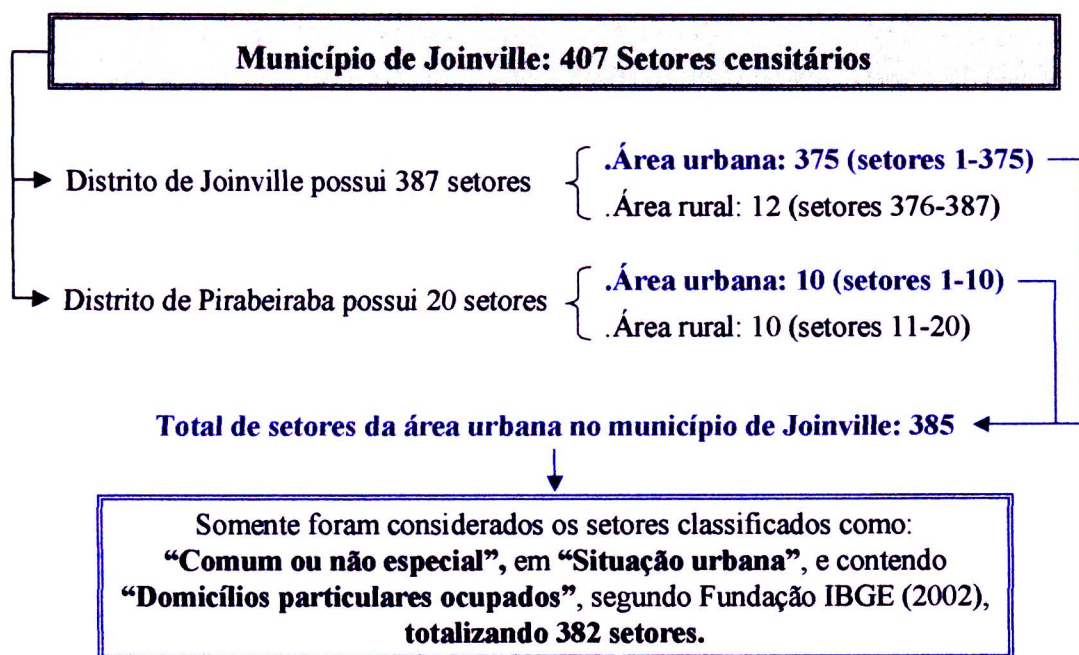 Município de Joinville: 407 Setores censitários
.Área urbana: 375 (setores 1-375)
Distrito de Joinville possui 387 setores
.Área rural: 12 (setores 376-387)
.Área urbana: 10 (setores 1-10)
Distrito de Pirabeiraba possui 20 setores
.Área rural: 10 (setores 11-20)
Total de setores da área urbana no município de Joinville: 385
Somente foram considerados os setores classificados como:
“Comum ou não especial”, em “Situação urbana”, e contendo
“Domicílios particulares ocupados”, segundo Fundação IBGE (2002),
totalizando 382 setores.